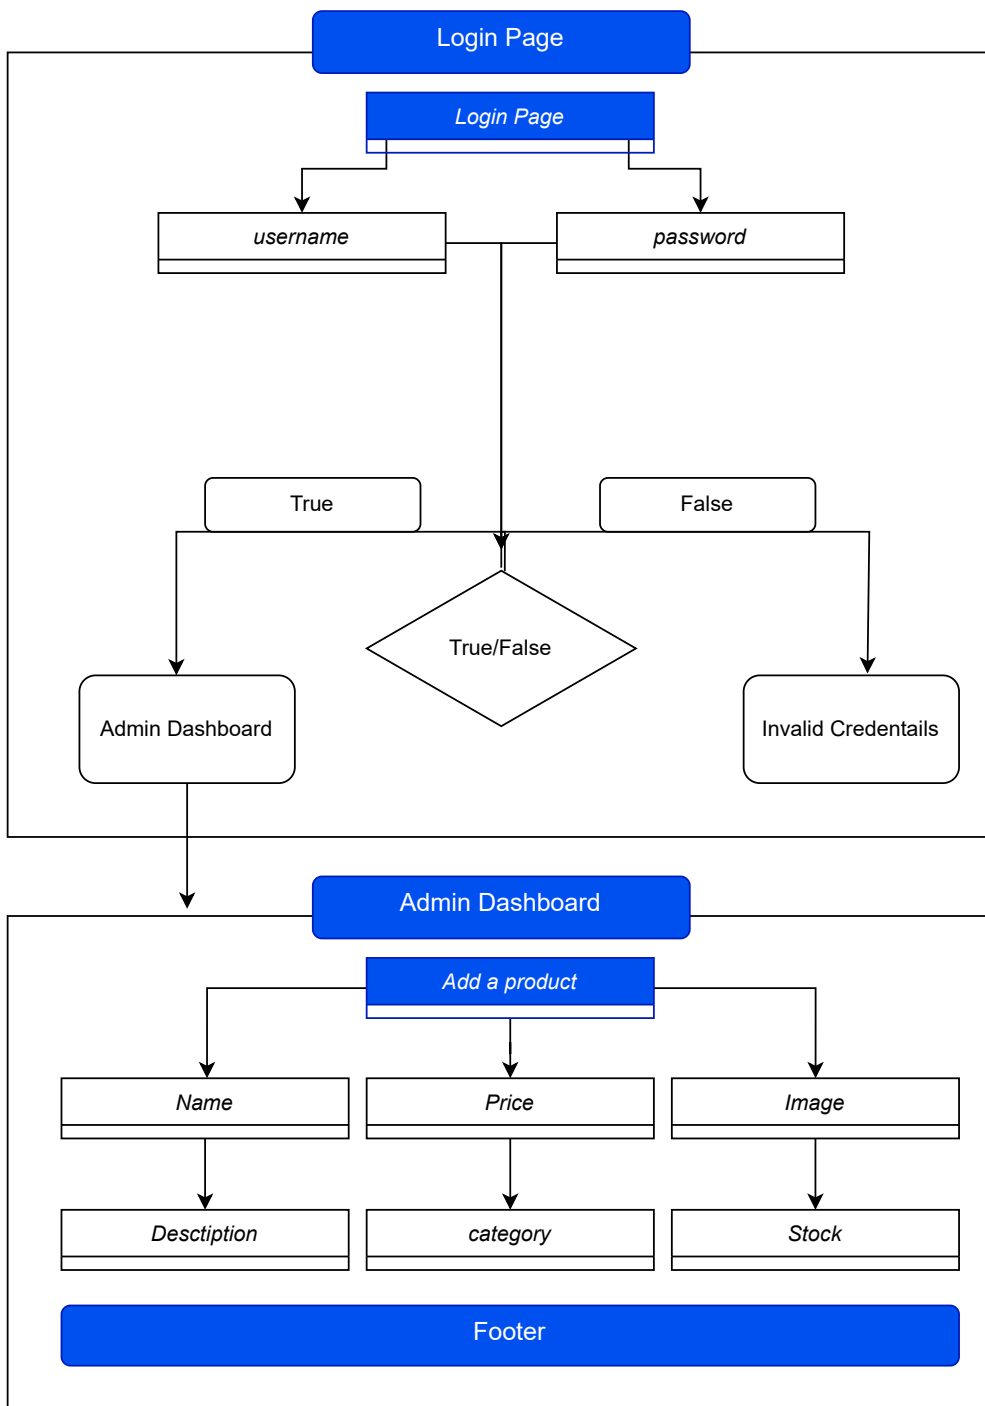 Login Page
Login Page
username
password
True
False
True/False
Admin Dashboard
Invalid Credentails
Admin Dashboard
Add a product
Name
Price
Image
Desctiption
category
Stock
Footer